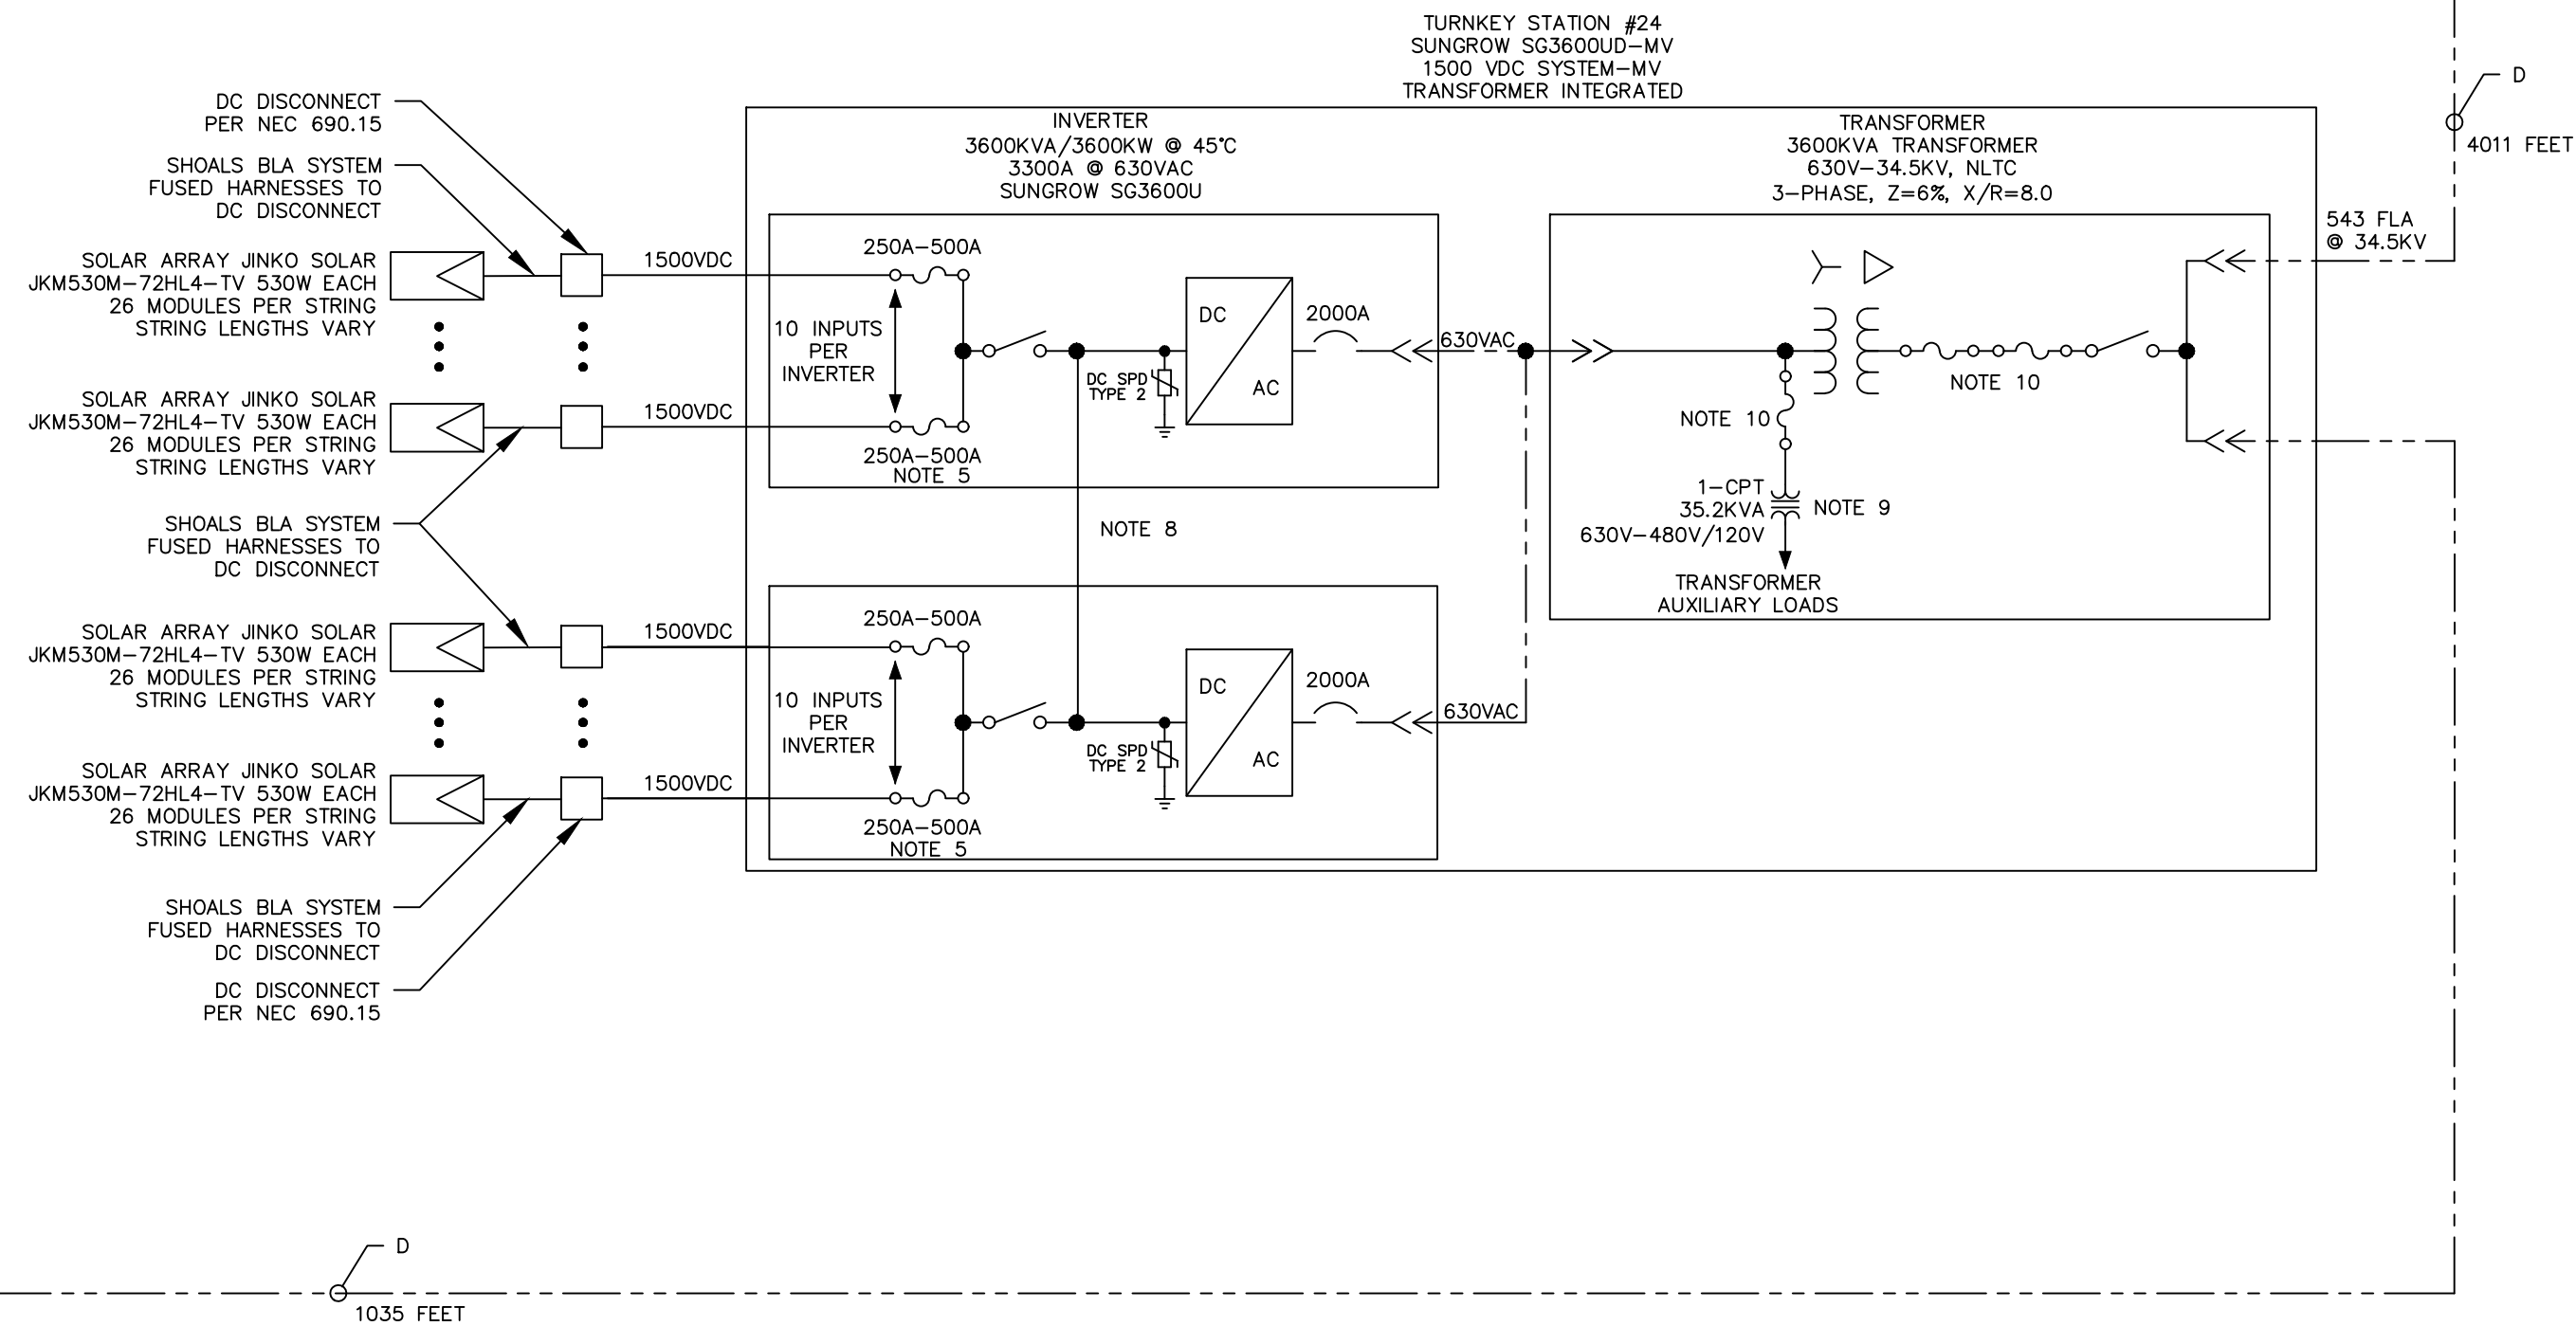 TURNKEY STATION #24
SUNGROW SG3600UD-MV
1500 VDC SYSTEM-MV
TRANSFORMER INTEGRATED
D
4011 FEET
DC DISCONNECT
PER NEC 690.15
SHOALS BLA SYSTEM
FUSED HARNESSES TO
DC DISCONNECT
INVERTER
3600KVA/3600KW @ 45°C
3300A @ 630VAC
SUNGROW SG3600U
TRANSFORMER
3600KVA TRANSFORMER
630V-34.5KV, NLTC
3-PHASE, Z=6%, X/R=8.0
543 FLA
@ 34.5KV
SOLAR ARRAY JINKO SOLAR
JKM530M-72HL4-TV 530W EACH
26 MODULES PER STRING
STRING LENGTHS VARY
1500VDC
250A-500A
10 INPUTS
PER
INVERTER
DC SPD
TYPE 2
DC
AC
2000A
630VAC
NOTE 10
NOTE 10
SOLAR ARRAY JINKO SOLAR
JKM530M-72HL4-TV 530W EACH
26 MODULES PER STRING
STRING LENGTHS VARY
1500VDC
250A-500A
NOTE 5
1-CPT
35.2KVA
630V-480V/120V
NOTE 9
TRANSFORMER
AUXILIARY LOADS
SHOALS BLA SYSTEM
FUSED HARNESSES TO
DC DISCONNECT
NOTE 8
SOLAR ARRAY JINKO SOLAR
JKM530M-72HL4-TV 530W EACH
26 MODULES PER STRING
STRING LENGTHS VARY
1500VDC
250A-500A
10 INPUTS
PER
INVERTER
DC SPD
TYPE 2
DC
AC
2000A
630VAC
SOLAR ARRAY JINKO SOLAR
JKM530M-72HL4-TV 530W EACH
26 MODULES PER STRING
STRING LENGTHS VARY
1500VDC
250A-500A
NOTE 5
SHOALS BLA SYSTEM
FUSED HARNESSES TO
DC DISCONNECT
DC DISCONNECT
PER NEC 690.15
D
1035 FEET